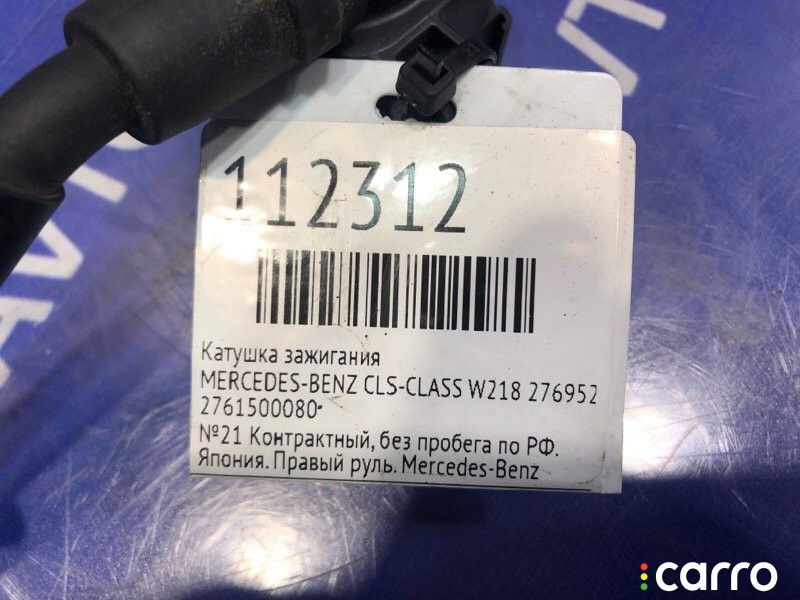 112312
Катушка зажигания
MERCEDES-BENZ CLS-CLASS W218 276952
2761500080-
№21 Контрактный, без пробега по РФ.
Япония. Правый руль. Mercedes-Benz
carro